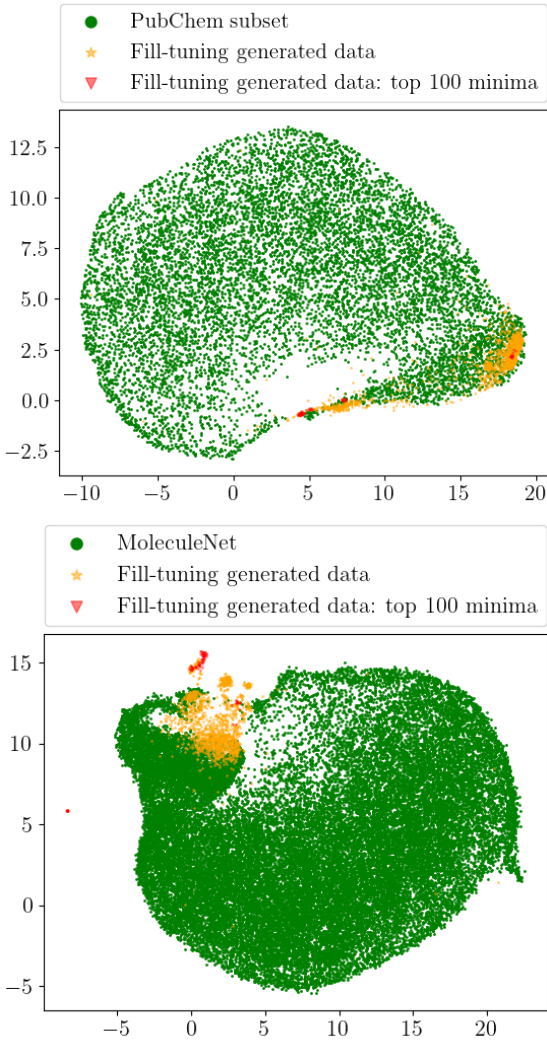 PubChem subset
Fill-tuning generated data
Fill-tuning generated data: top 100 minima
12.5
10.0
7.5
5.0
2.5
0.0
−2.5
−10 −5 0 5 10 15 20
MoleculeNet
Fill-tuning generated data
Fill-tuning generated data: top 100 minima
15
10
5
0
−5
−5 0 5 10 15 20